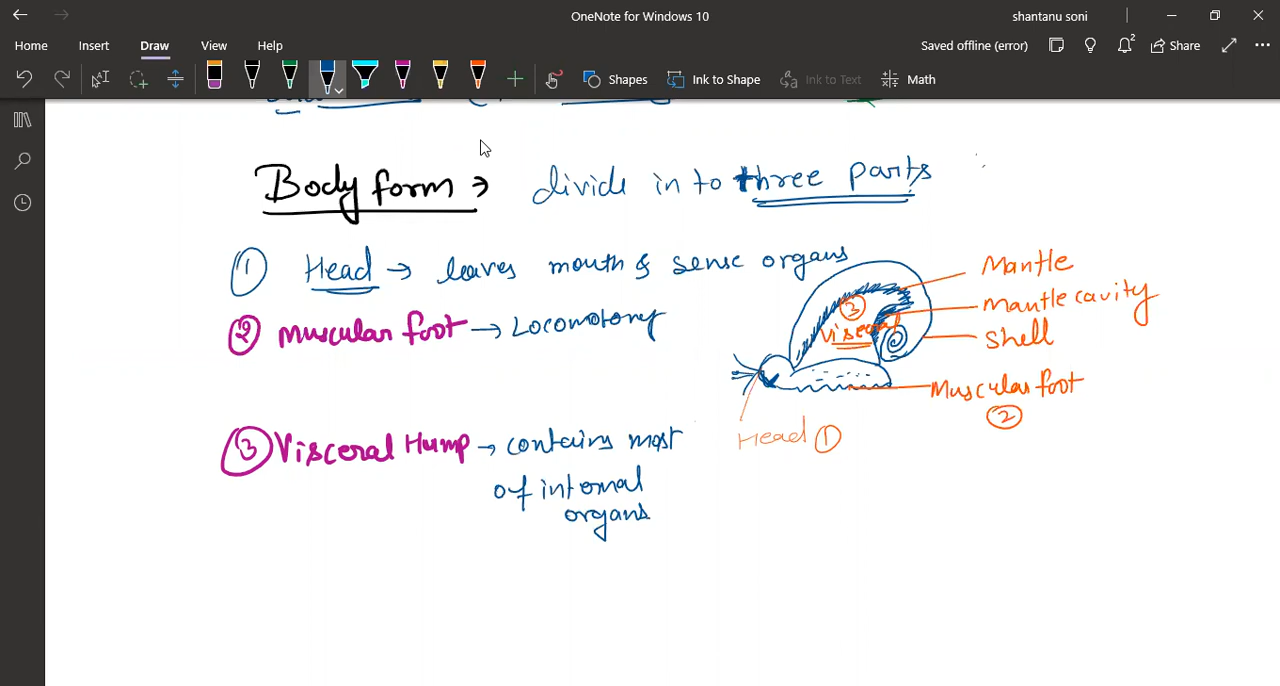 OneNote for Windows 10
shantanu soni
Home Insert Draw View Help
Saved offline (error)
2
Share
Shapes
Ink to Shape
Ink to Text
Math
Body form → divide in to three parts
① Head → leaves mouth & sense organs
② Muscular foot → Locomotory
③ Visceral Hump → contains most
of internal
organs
Mantle
Mantle cavity
Shell
③
Visceral
Muscular foot
②
Head ①